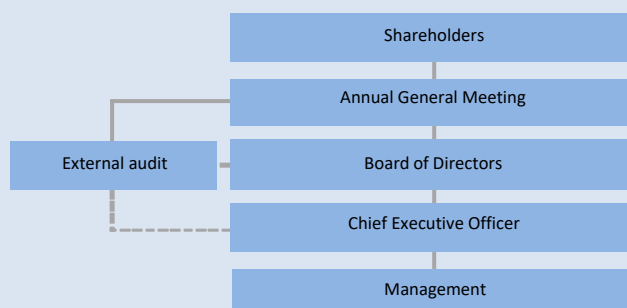 Shareholders
Annual General Meeting
External audit
Board of Directors
Chief Executive Officer
Management